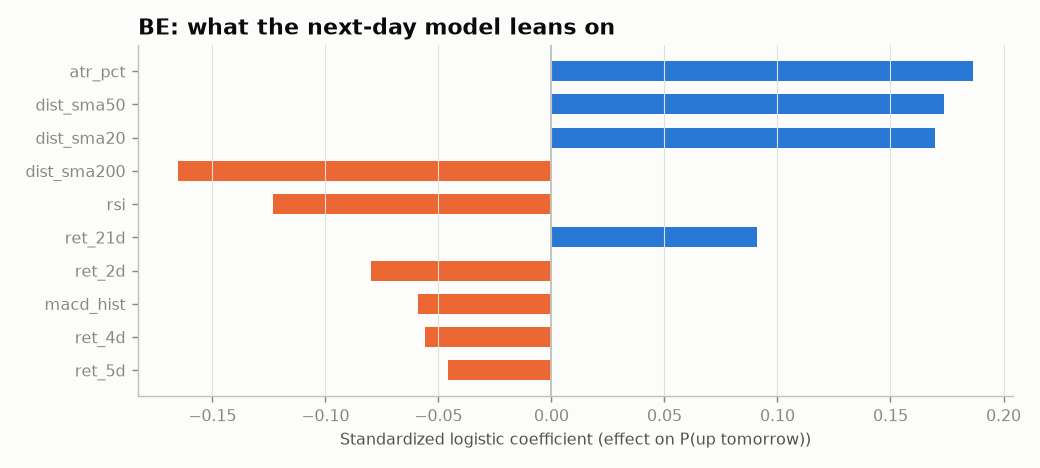 BE: what the next-day model leans on
atr_pct
dist_sma50
dist_sma20
dist_sma200
rsi
ret_21d
ret_2d
macd_hist
ret_4d
ret_5d
−0.15 −0.10 −0.05 0.00 0.05 0.10 0.15 0.20
Standardized logistic coefficient (effect on P(up tomorrow))